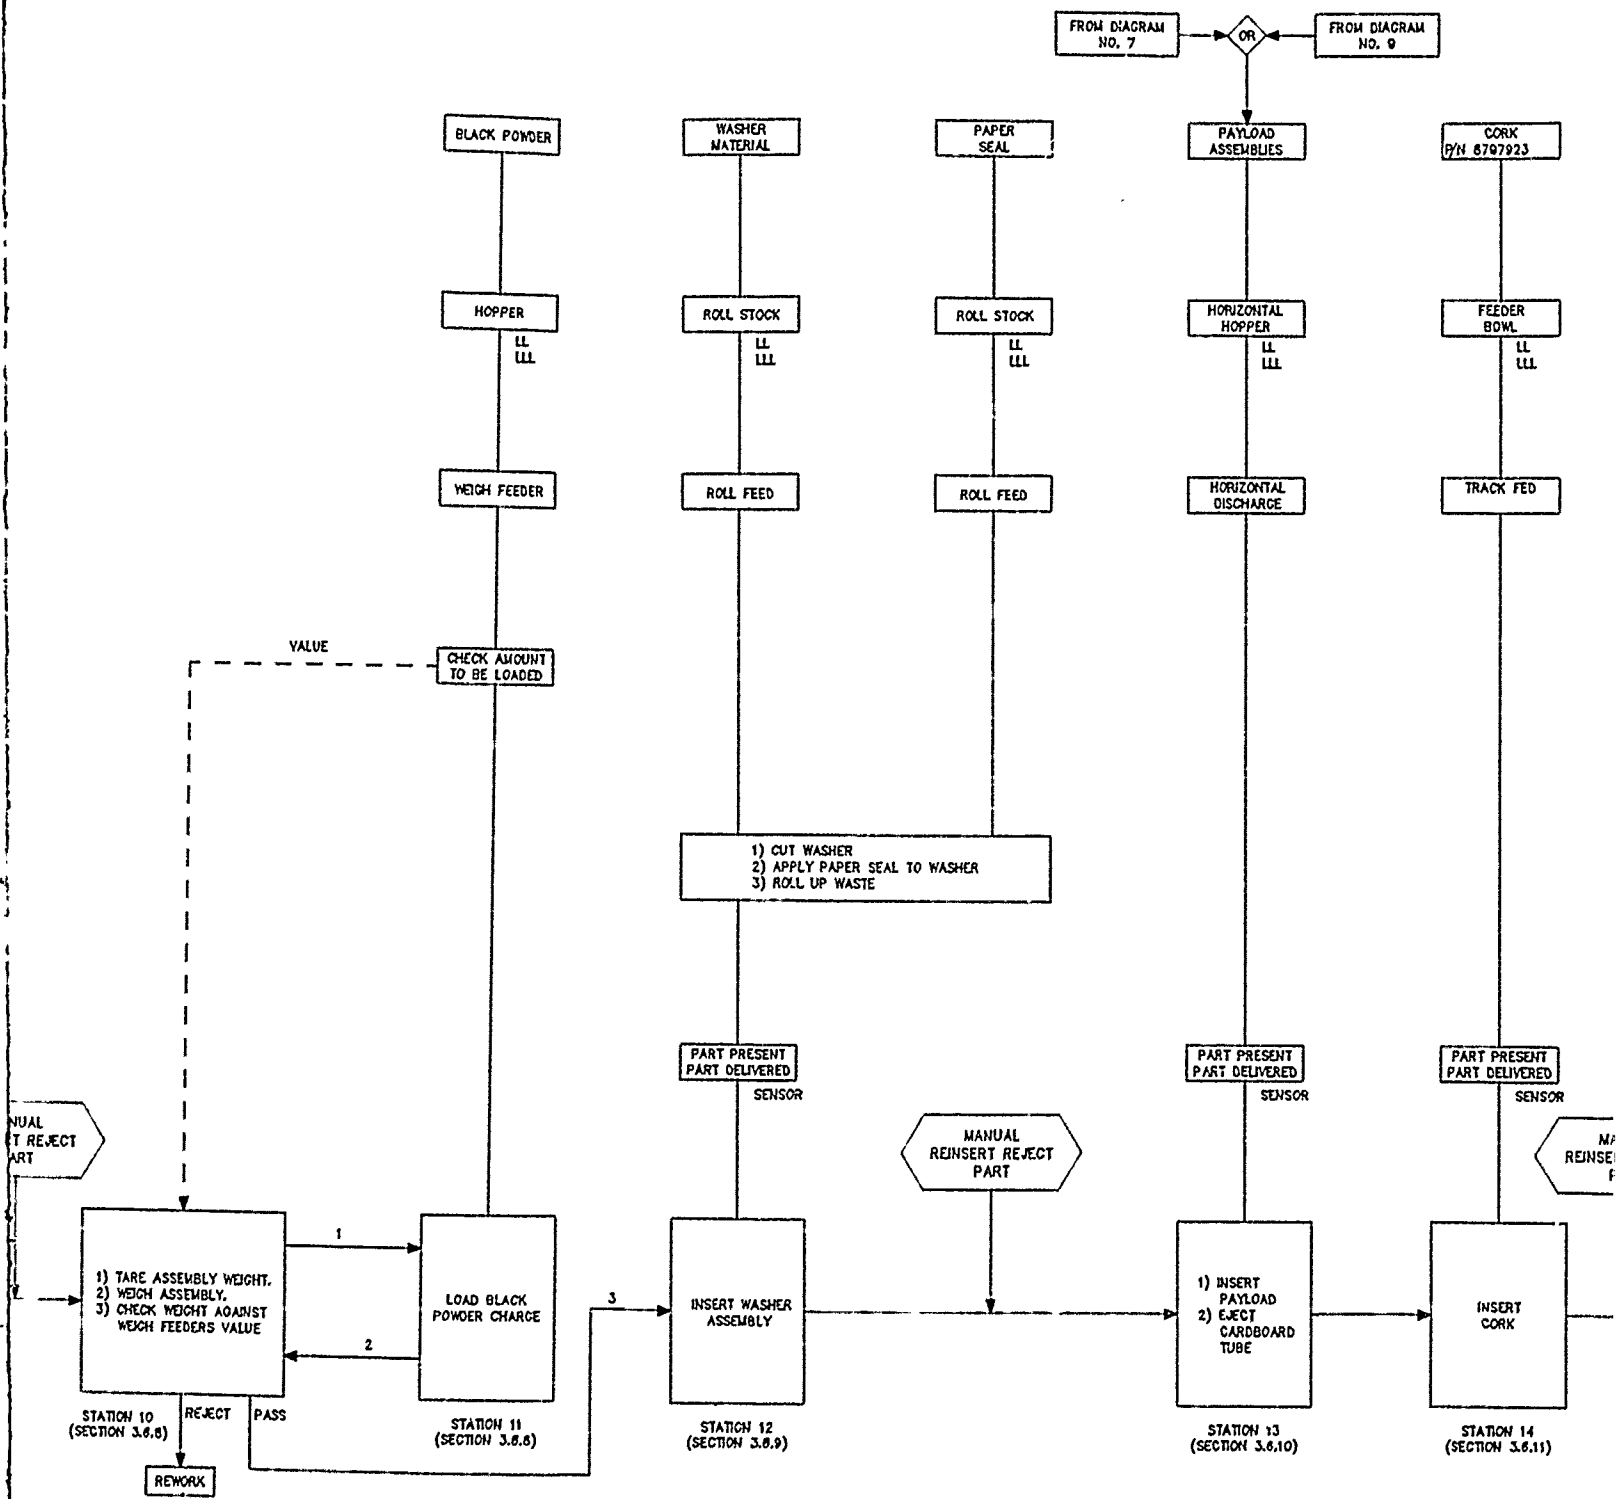 FROM DIAGRAM
NO. 7
OR
FROM DIAGRAM
NO. 9
BLACK POWDER
WASHER
MATERIAL
PAPER
SEAL
PAYLOAD
ASSEMBLIES
CORK
P/N 8797923
HOPPER
LL
LLL
ROLL STOCK
LL
LLL
ROLL STOCK
LL
LLL
HORIZONTAL
HOPPER
LL
LLL
FEEDER
BOWL
LL
LLL
WEIGH FEEDER
ROLL FEED
ROLL FEED
HORIZONTAL
DISCHARGE
TRACK FED
VALUE
CHECK AMOUNT
TO BE LOADED
1) CUT WASHER
2) APPLY PAPER SEAL TO WASHER
3) ROLL UP WASTE
PART PRESENT
PART DELIVERED
SENSOR
PART PRESENT
PART DELIVERED
SENSOR
PART PRESENT
PART DELIVERED
SENSOR
NUAL
T REJECT
ART
MANUAL
REINSERT REJECT
PART
MA
REINSE
P
1) TARE ASSEMBLY WEIGHT.
2) WEIGH ASSEMBLY.
3) CHECK WEIGHT AGAINST
WEIGH FEEDERS VALUE
1
2
LOAD BLACK
POWDER CHARGE
3
INSERT WASHER
ASSEMBLY
1) INSERT
PAYLOAD
2) EJECT
CARDBOARD
TUBE
INSERT
CORK
STATION 10
(SECTION 3.6.8)
REJECT
PASS
REWORK
STATION 11
(SECTION 3.6.8)
STATION 12
(SECTION 3.6.9)
STATION 13
(SECTION 3.6.10)
STATION 14
(SECTION 3.6.11)